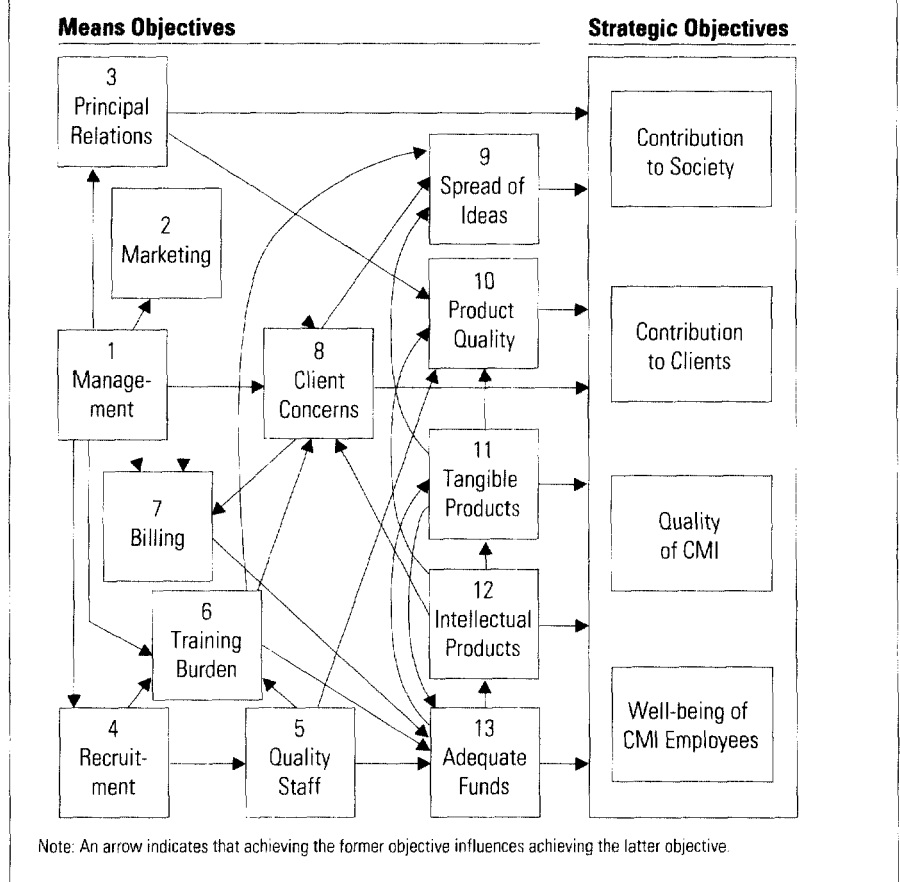 Means Objectives
Strategic Objectives
3
Principal
Relations
2
Marketing
1
Manage-
ment
8
Client
Concerns
7
Billing
6
Training
Burden
4
Recruit-
ment
5
Quality
Staff
9
Spread of
Ideas
10
Product
Quality
11
Tangible
Products
12
Intellectual
Products
13
Adequate
Funds
Contribution
to Society
Contribution
to Clients
Quality
of CMI
Well-being of
CMI Employees
Note: An arrow indicates that achieving the former objective influences achieving the latter objective.